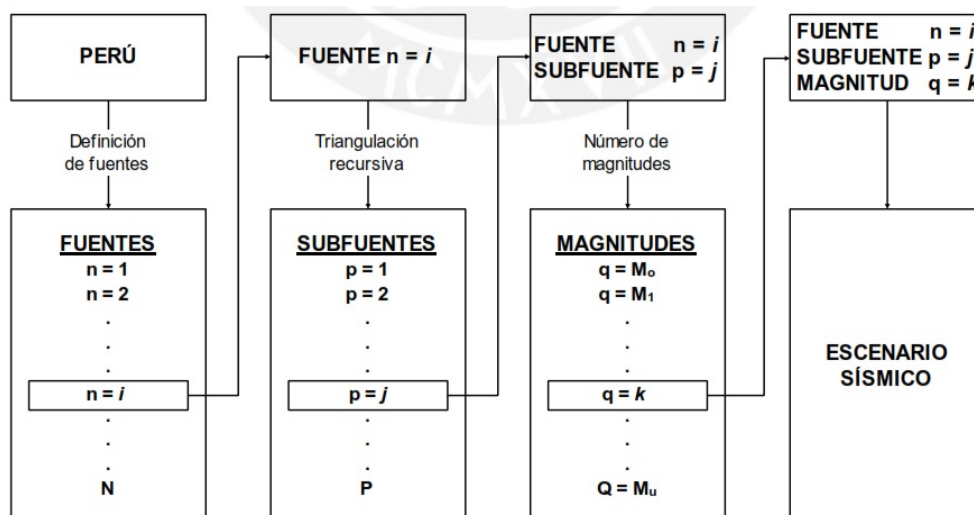 PERÚ
Definición
de fuentes
FUENTES
n = 1
n = 2
.
.
.
n = i
.
.
.
N
FUENTE n = i
Triangulación
recursiva
SUBFUENTES
p = 1
p = 2
.
.
.
p = j
.
.
.
P
FUENTE n = i
SUBFUENTE p = j
Número de
magnitudes
MAGNITUDES
q = Mo
q = M1
.
.
.
q = k
.
.
.
Q = Mu
FUENTE n = i
SUBFUENTE p = j
MAGNITUD q = k
ESCENARIO
SÍSMICO
MCMXVII